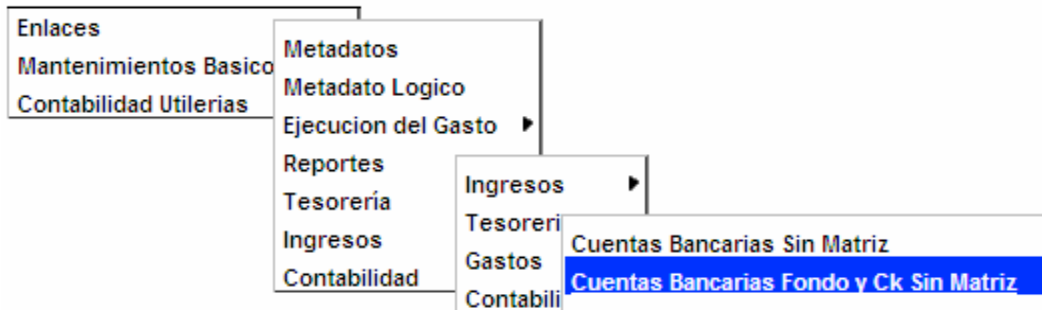 Enlaces
Mantenimientos Basico
Contabilidad Utilerias
Metadatos
Metadato Logico
Ejecucion del Gasto
Reportes
Tesorería
Ingresos
Contabilidad
Ingresos
Tesoreri
Gastos
Contabili
Cuentas Bancarias Sin Matriz
Cuentas Bancarias Fondo y Ck Sin Matriz